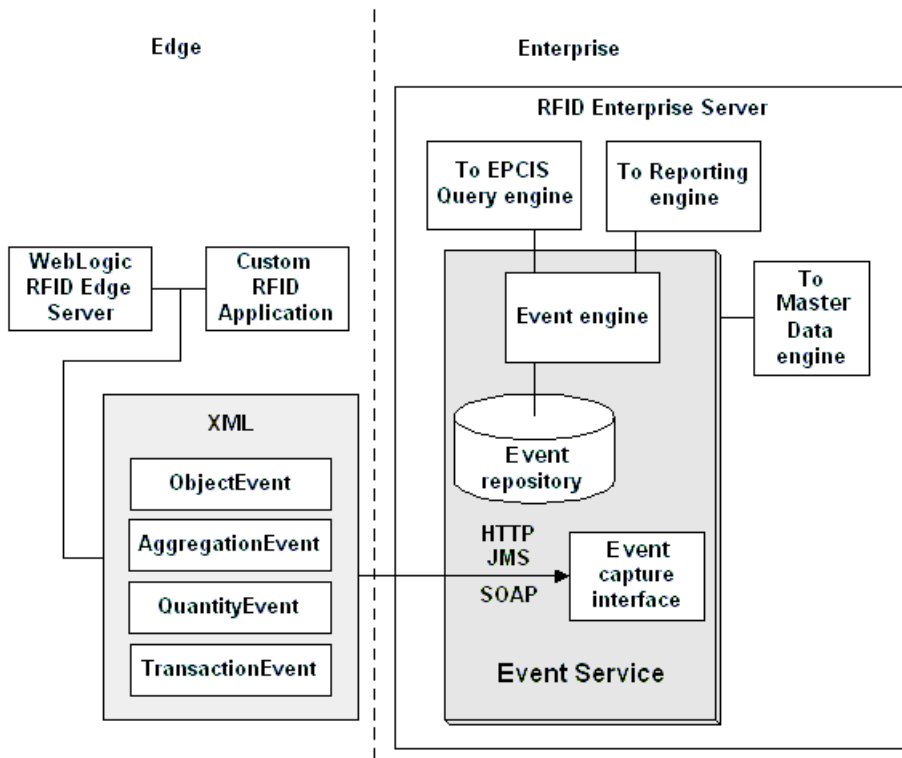 Edge
Enterprise
RFID Enterprise Server
To EPCIS
Query engine
To Reporting
engine
WebLogic
RFID Edge
Server
Custom
RFID
Application
Event engine
To
Master
Data
engine
Event
repository
XML
ObjectEvent
AggregationEvent
QuantityEvent
TransactionEvent
HTTP
JMS
SOAP
Event
capture
interface
Event Service